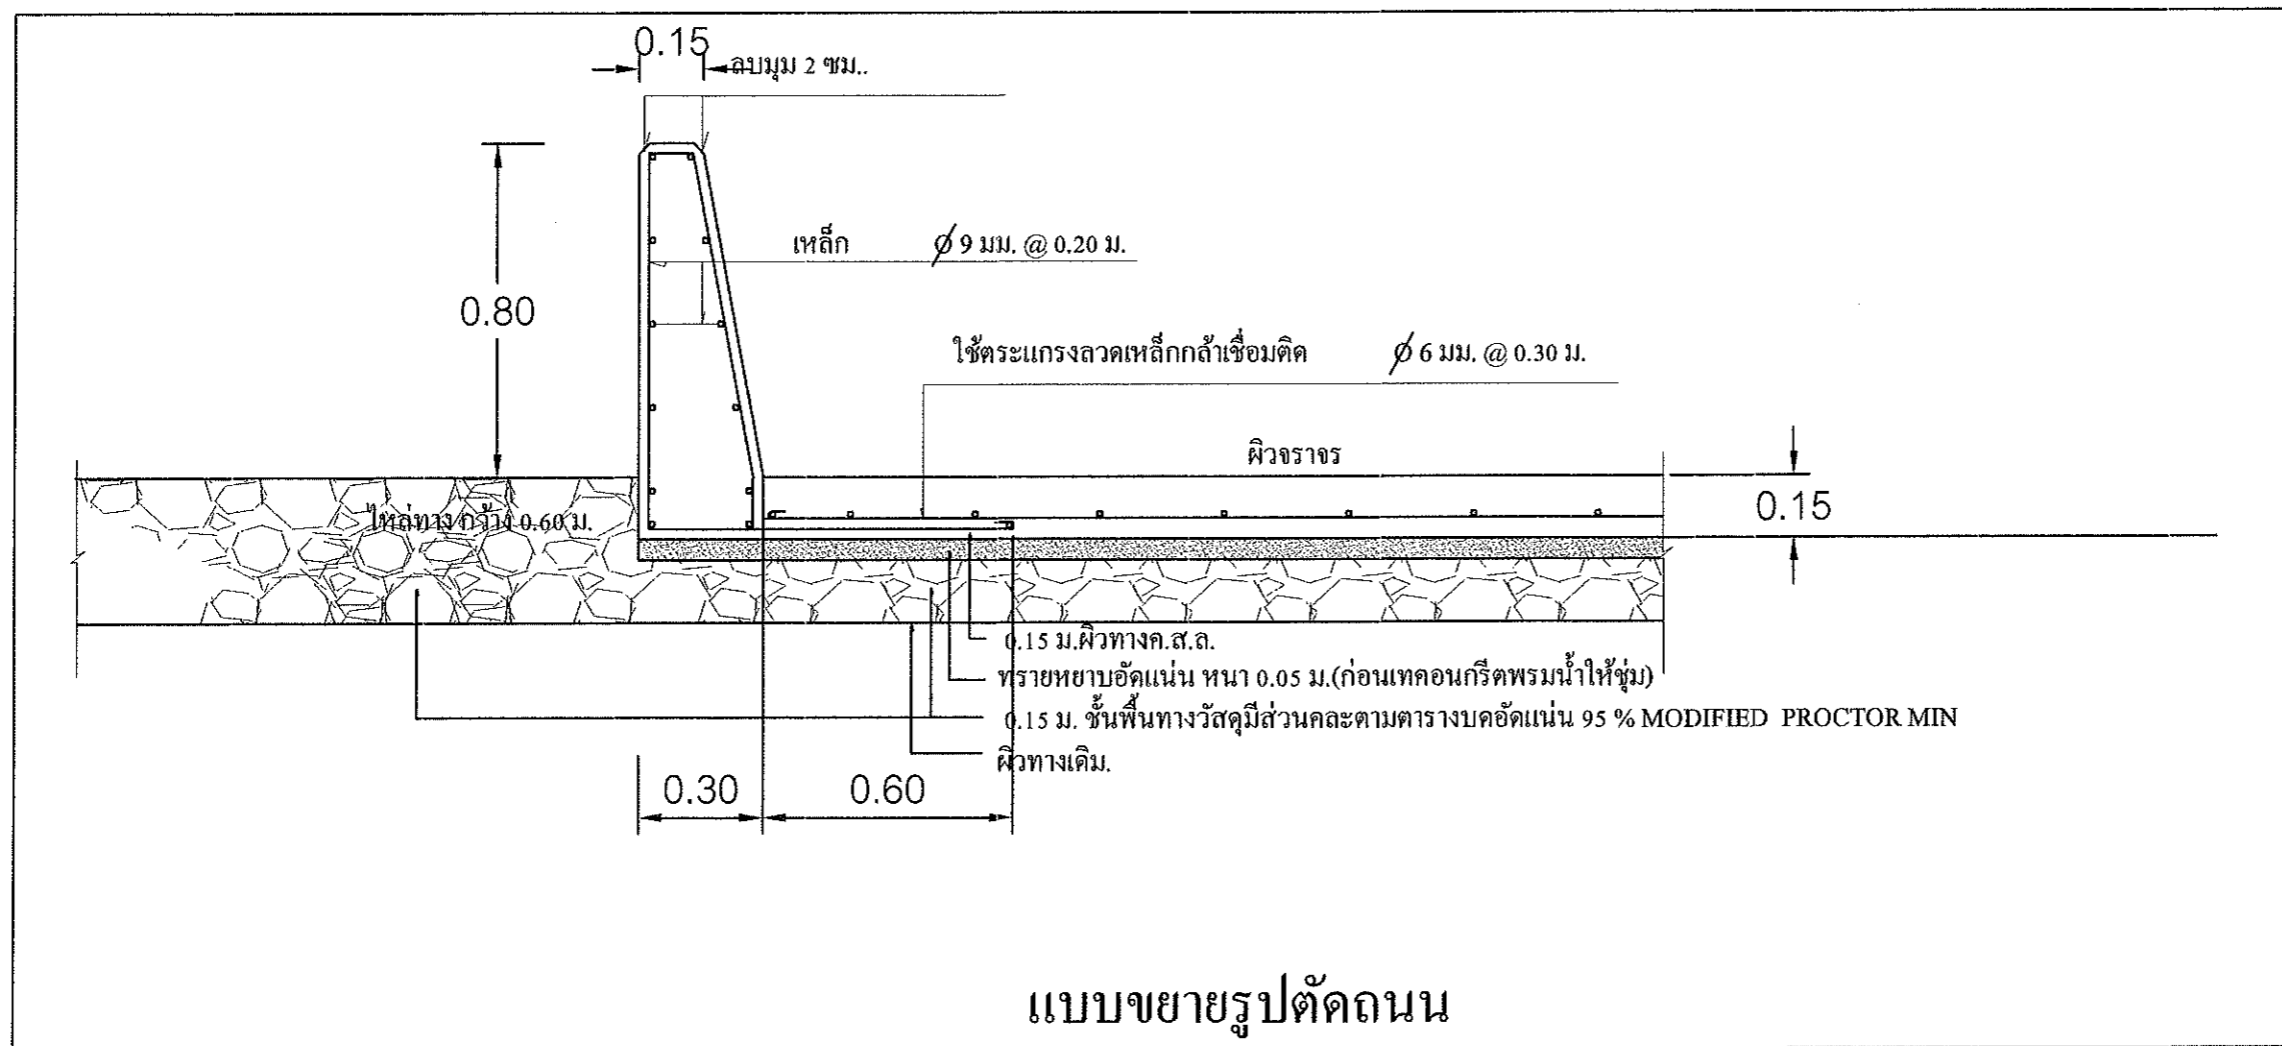 0.15
ลบมุม 2 ซม..
เหล็ก ∅ 9 มม. @ 0.20 ม.
0.80
ใช้ตระแกรงลวดเหล็กกล้าเชื่อมติด ∅ 6 มม. @ 0.30 ม.
ผิวจราจร
0.15
ไหล่ทาง กว้าง 0.60 ม.
0.15 ม.ผิวทางค.ส.ล.
ทรายหยาบอัดแน่น หนา 0.05 ม.(ก่อนเทคอนกรีตพรมน้ำให้ชุ่ม)
0.15 ม. ชั้นพื้นทางวัสดุมีส่วนคละตามตารางบดอัดแน่น 95 % MODIFIED PROCTOR MIN
ผิวทางเดิม.
0.30
0.60
แบบขยายรูปตัดถนน